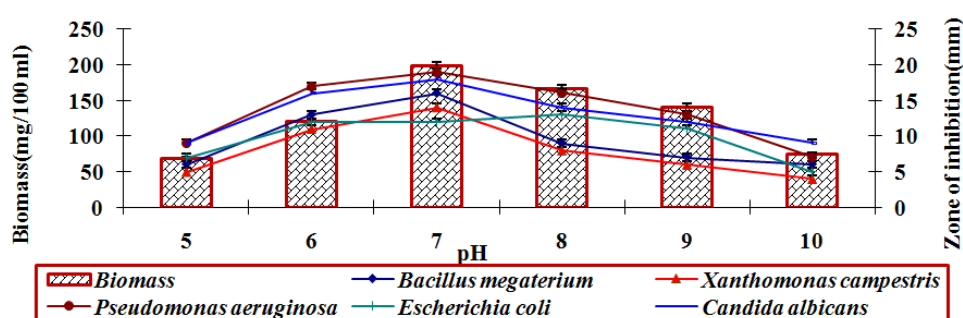 250
200
150
100
50
0
Biomass(mg/100 ml)
25
20
15
10
5
0
Zone of inhibition(mm)
5 6 7 8 9 10
pH
Biomass Bacillus megaterium Xanthomonas campestris
Pseudomonas aeruginosa Escherichia coli Candida albicans